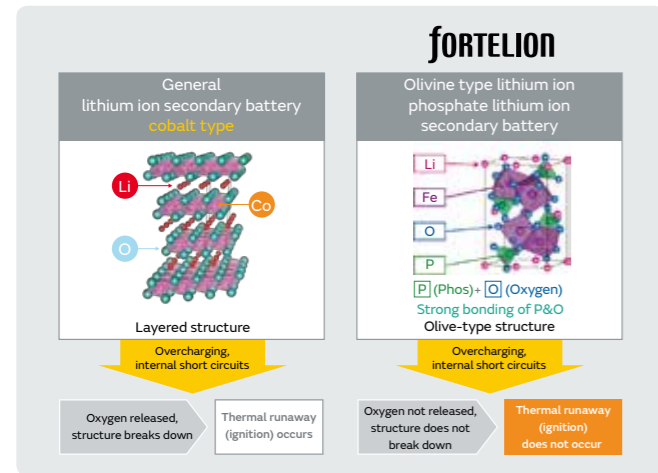 fORTELION
General
lithium ion secondary battery
cobalt type
Li
Co
O
Layered structure
Overcharging,
internal short circuits
Oxygen released,
structure breaks down
Thermal runaway
(ignition) occurs
Olivine type lithium ion
phosphate lithium ion
secondary battery
Li
Fe
O
P
P (Phos)+ O (Oxygen)
Strong bonding of P&O
Olive-type structure
Overcharging,
internal short circuits
Oxygen not released,
structure does not
break down
Thermal runaway
(ignition)
does not occur